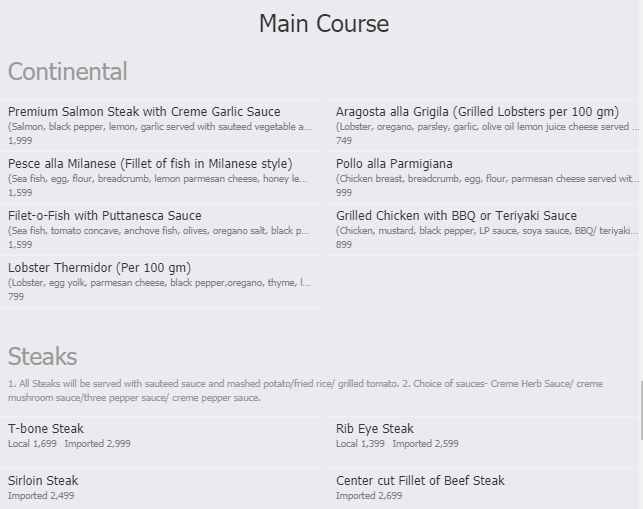 Main Course
Continental
Premium Salmon Steak with Creme Garlic Sauce
(Salmon, black pepper, lemon, garlic served with sauteed vegetable a...
1,999
Aragosta alla Grigila (Grilled Lobsters per 100 gm)
(Lobster, oregano, parsley, garlic, olive oil lemon juice cheese served ...
749
Pesce alla Milanese (Fillet of fish in Milanese style)
(Sea fish, egg, flour, breadcrumb, lemon parmesan cheese, honey le...
1,599
Pollo alla Parmigiana
(Chicken breast, breadcrumb, egg, flour, parmesan cheese served wit...
999
Filet-o-Fish with Puttanesca Sauce
(Sea fish, tomato concave, anchove fish, olives, oregano salt, black p...
1,599
Grilled Chicken with BBQ or Teriyaki Sauce
(Chicken, mustard, black pepper, LP sauce, soya sauce, BBQ/ teriyaki...
899
Lobster Thermidor (Per 100 gm)
(Lobster, egg yolk, parmesan cheese, black pepper,oregano, thyme, l...
799
Steaks
1. All Steaks will be served with sauteed sauce and mashed potato/fried rice/ grilled tomato. 2. Choice of sauces- Creme Herb Sauce/ creme
mushroom sauce/three pepper sauce/ creme pepper sauce.
T-bone Steak
Local 1,699 Imported 2,999
Rib Eye Steak
Local 1,399 Imported 2,599
Sirloin Steak
Imported 2,499
Center cut Fillet of Beef Steak
Imported 2,699